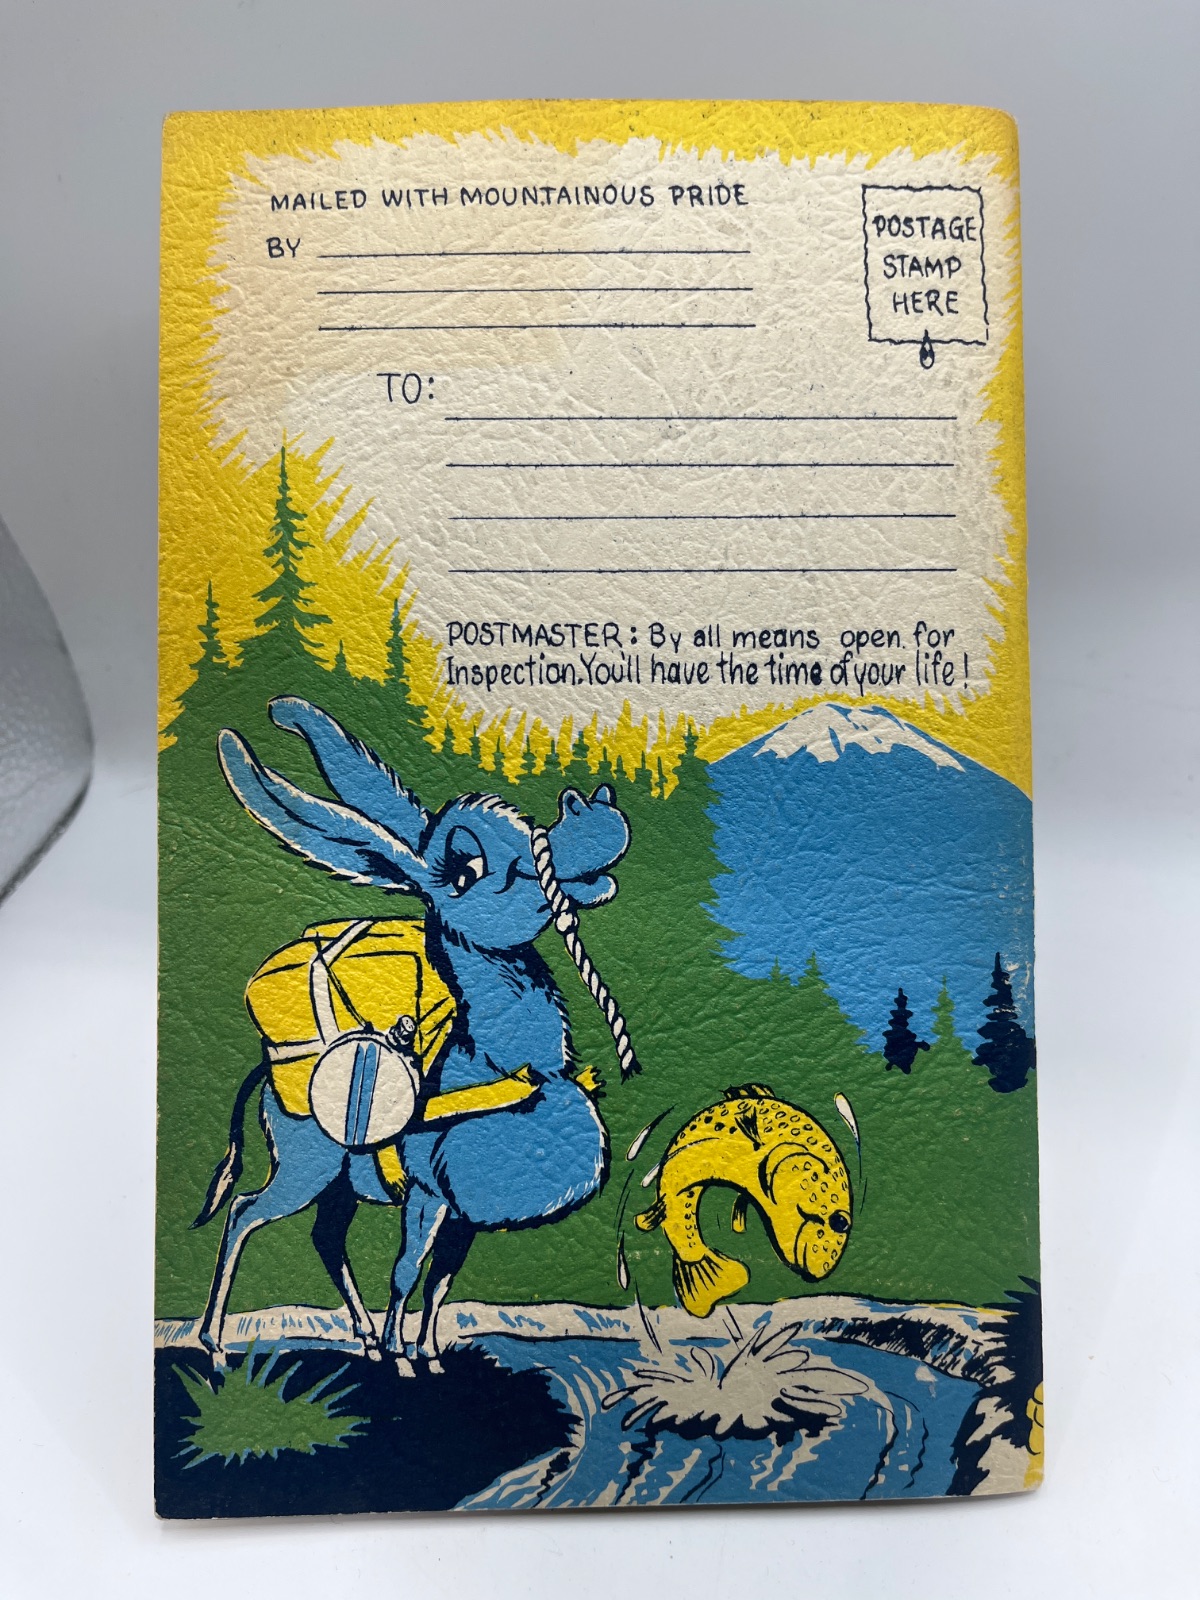 MAILED WITH MOUNTAINOUS PRIDE
BY
POSTAGE
STAMP
HERE
TO:
POSTMASTER: By all means open for
Inspection. You'll have the time of your life!